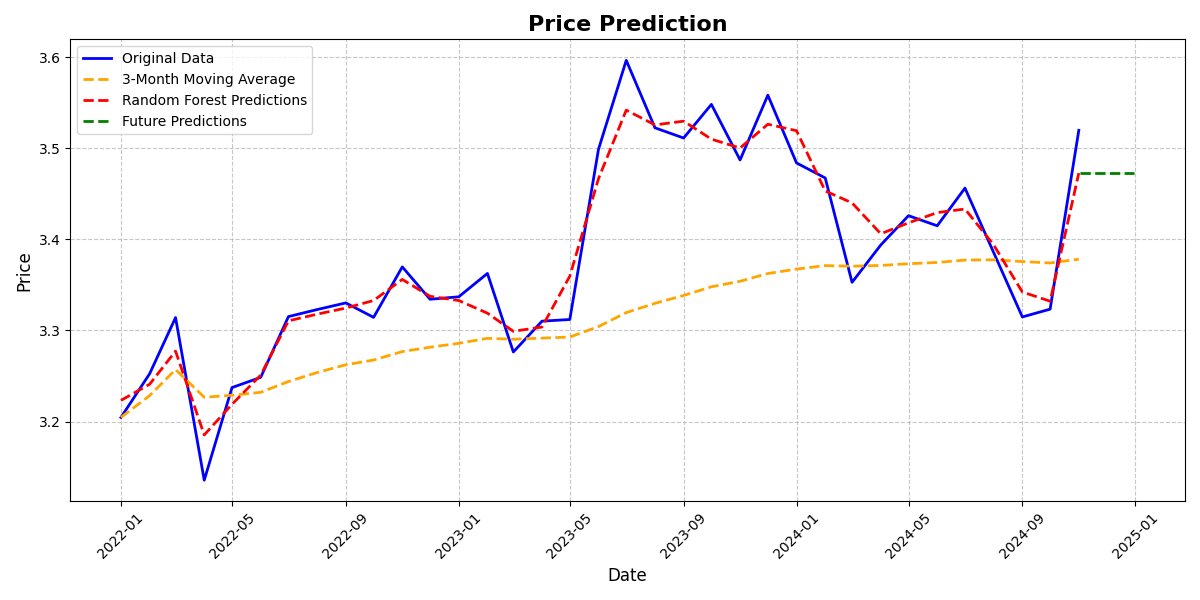 Price Prediction
Original Data
3-Month Moving Average
Random Forest Predictions
Future Predictions
3.6
3.5
3.4
3.3
3.2
Price
2022-01
2022-05
2022-09
2023-01
2023-05
2023-09
2024-01
2024-05
2024-09
2025-01
Date